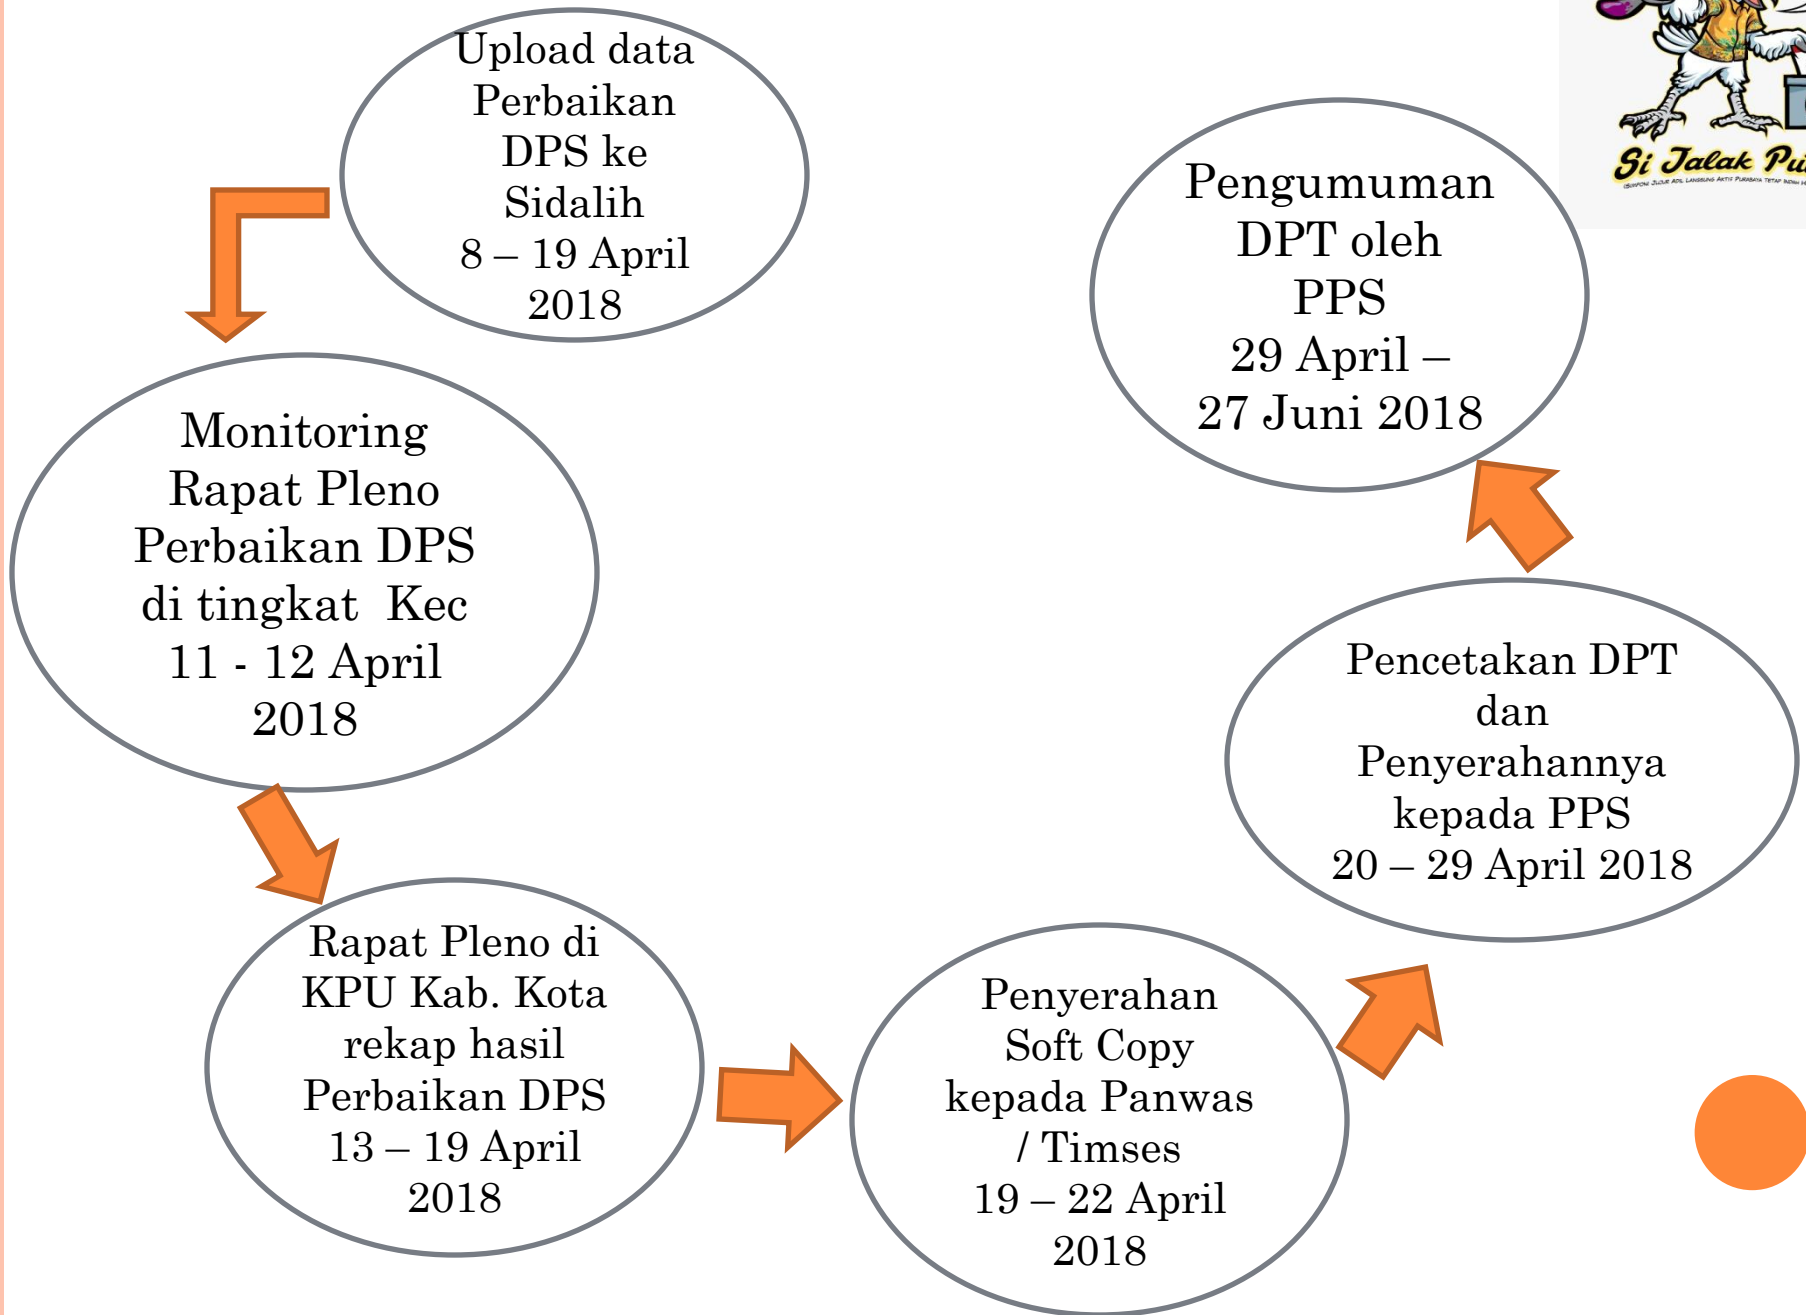 Upload data
Perbaikan
DPS ke
Sidalih
8 – 19 April
2018
Monitoring
Rapat Pleno
Perbaikan DPS
di tingkat Kec
11 - 12 April
2018
Rapat Pleno di
KPU Kab. Kota
rekap hasil
Perbaikan DPS
13 – 19 April
2018
Penyerahan
Soft Copy
kepada Panwas
/ Timses
19 – 22 April
2018
Pencetakan DPT
dan
Penyerahannya
kepada PPS
20 – 29 April 2018
Pengumuman
DPT oleh
PPS
29 April –
27 Juni 2018
Si Jalak